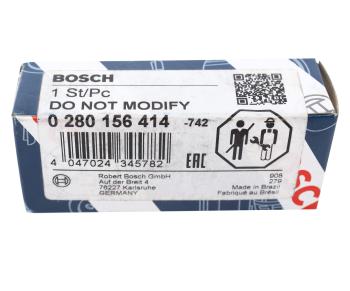 BOSCH
1 St/Pc
DO NOT MODIFY
0 280 156 414 -742
4 047024 345782
EAC
Robert Bosch GmbH
Auf der Breit 4
76227 Karlsruhe
GERMANY
905
279
Made in Brazil
Fabriqué au Brésil